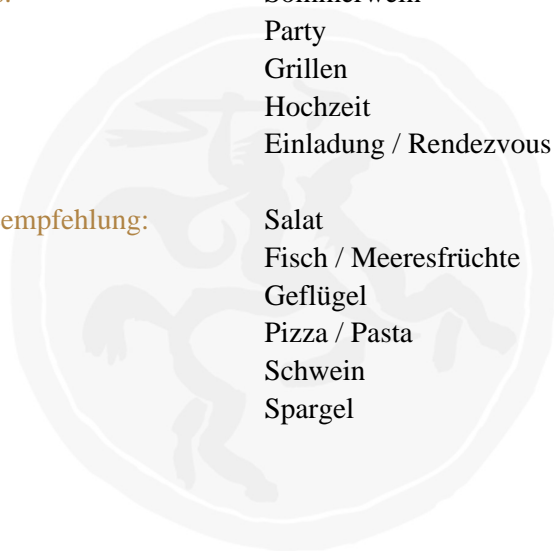 Party
Grillen
Hochzeit
Einladung / Rendezvous
empfehlung: Salat
Fisch / Meeresfrüchte
Geflügel
Pizza / Pasta
Schwein
Spargel